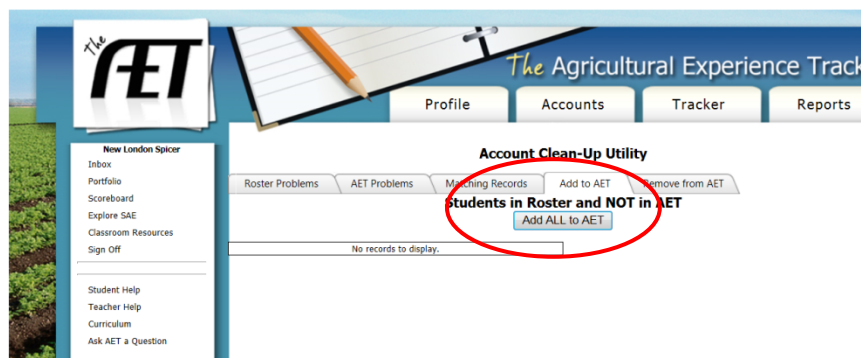 The
AET
The Agricultural Experience Track
Profile
Accounts
Tracker
Reports
New London Spicer
Inbox
Portfolio
Scoreboard
Explore SAE
Classroom Resources
Sign Off
Student Help
Teacher Help
Curriculum
Ask AET a Question
Account Clean-Up Utility
Roster Problems
AET Problems
Matching Records
Add to AET
Remove from AET
Students in Roster and NOT in AET
Add ALL to AET
No records to display.